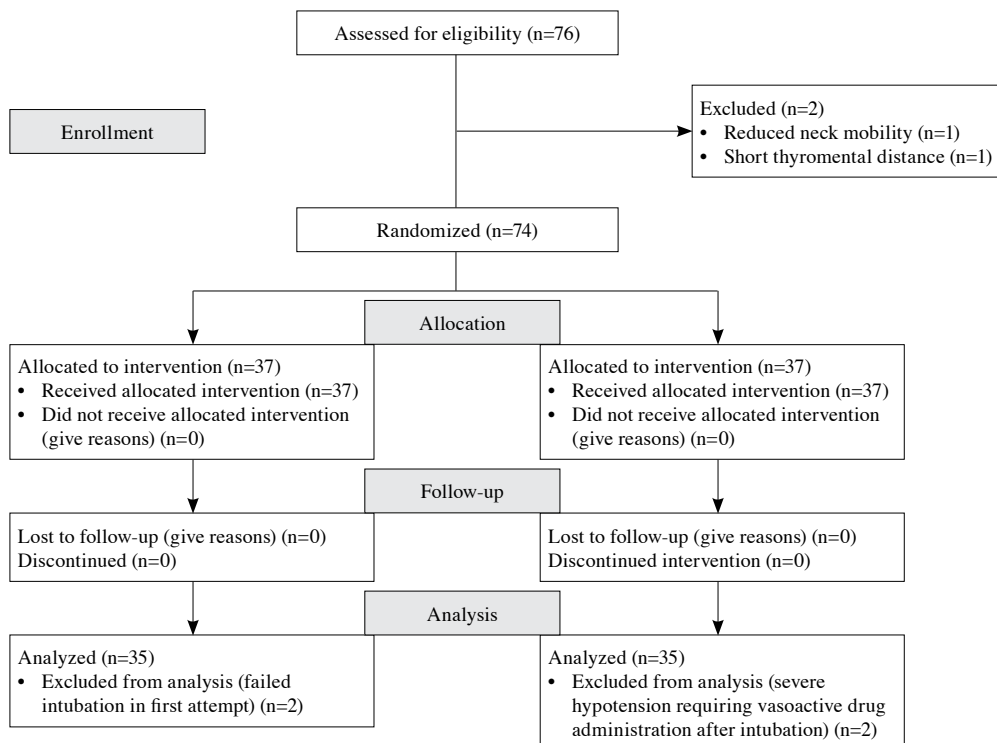 Assessed for eligibility (n=76)
Enrollment
Excluded (n=2)
• Reduced neck mobility (n=1)
• Short thyromental distance (n=1)
Randomized (n=74)
Allocation
Allocated to intervention (n=37)
• Received allocated intervention (n=37)
• Did not receive allocated intervention
(give reasons) (n=0)
Allocated to intervention (n=37)
• Received allocated intervention (n=37)
• Did not receive allocated intervention
(give reasons) (n=0)
Follow-up
Lost to follow-up (give reasons) (n=0)
Discontinued (n=0)
Lost to follow-up (give reasons) (n=0)
Discontinued intervention (n=0)
Analysis
Analyzed (n=35)
• Excluded from analysis (failed
intubation in first attempt) (n=2)
Analyzed (n=35)
• Excluded from analysis (severe
hypotension requiring vasoactive drug
administration after intubation) (n=2)